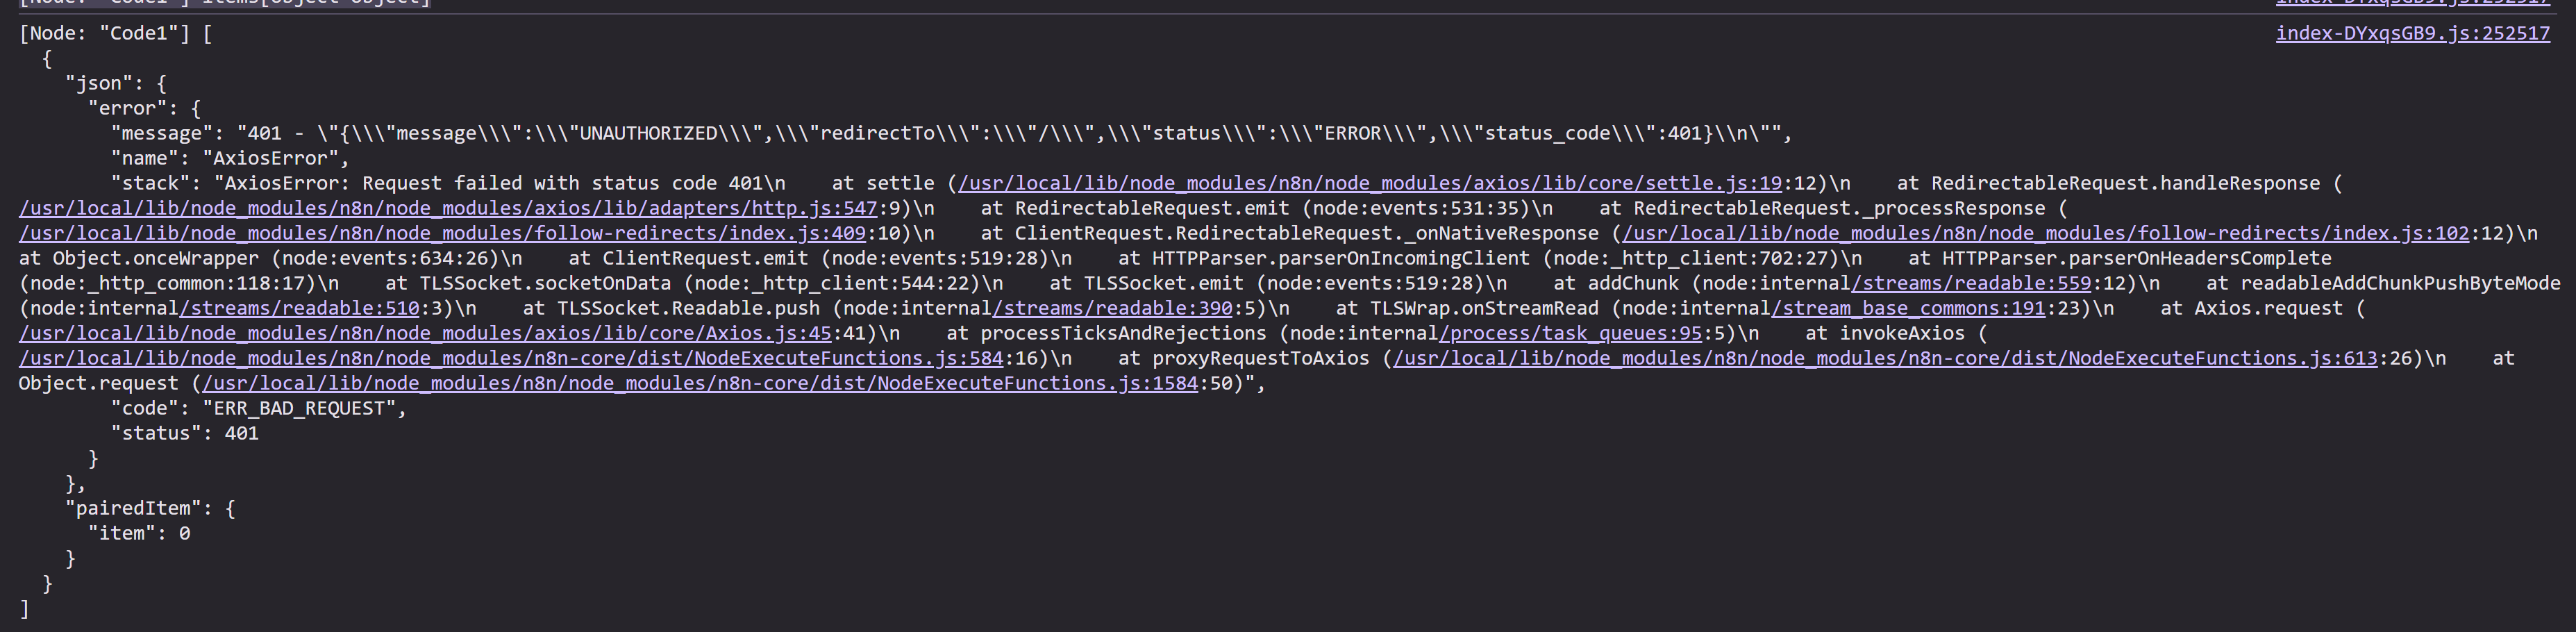 [Node: "Code1"] items[object Object]
index-DYxqsGB9.js:252517
[Node: "Code1"] [
index-DYxqsGB9.js:252517
{
"json": {
"error": {
"message": "401 - \"{\\\"message\\\":\\\"UNAUTHORIZED\\\",\\\"redirectTo\\\":\\\"/\\\",\\\"status\\\":\\\"ERROR\\\",\\\"status_code\\\":401}\\n\"",
"name": "AxiosError",
"stack": "AxiosError: Request failed with status code 401\n    at settle (/usr/local/lib/node_modules/n8n/node_modules/axios/lib/core/settle.js:19:12)\n    at RedirectableRequest.handleResponse (
/usr/local/lib/node_modules/n8n/node_modules/axios/lib/adapters/http.js:547:9)\n    at RedirectableRequest.emit (node:events:531:35)\n    at RedirectableRequest._processResponse (
/usr/local/lib/node_modules/n8n/node_modules/follow-redirects/index.js:409:10)\n    at ClientRequest.RedirectableRequest._onNativeResponse (/usr/local/lib/node_modules/n8n/node_modules/follow-redirects/index.js:102:12)\n
at Object.onceWrapper (node:events:634:26)\n    at ClientRequest.emit (node:events:519:28)\n    at HTTPParser.parserOnIncomingClient (node:_http_client:702:27)\n    at HTTPParser.parserOnHeadersComplete
(node:_http_common:118:17)\n    at TLSSocket.socketOnData (node:_http_client:544:22)\n    at TLSSocket.emit (node:events:519:28)\n    at addChunk (node:internal/streams/readable:559:12)\n    at readableAddChunkPushByteMode
(node:internal/streams/readable:510:3)\n    at TLSSocket.Readable.push (node:internal/streams/readable:390:5)\n    at TLSWrap.onStreamRead (node:internal/stream_base_commons:191:23)\n    at Axios.request (
/usr/local/lib/node_modules/n8n/node_modules/axios/lib/core/Axios.js:45:41)\n    at processTicksAndRejections (node:internal/process/task_queues:95:5)\n    at invokeAxios (
/usr/local/lib/node_modules/n8n/node_modules/n8n-core/dist/NodeExecuteFunctions.js:584:16)\n    at proxyRequestToAxios (/usr/local/lib/node_modules/n8n/node_modules/n8n-core/dist/NodeExecuteFunctions.js:613:26)\n    at
Object.request (/usr/local/lib/node_modules/n8n/node_modules/n8n-core/dist/NodeExecuteFunctions.js:1584:50)",
"code": "ERR_BAD_REQUEST",
"status": 401
}
},
"pairedItem": {
"item": 0
}
}
]